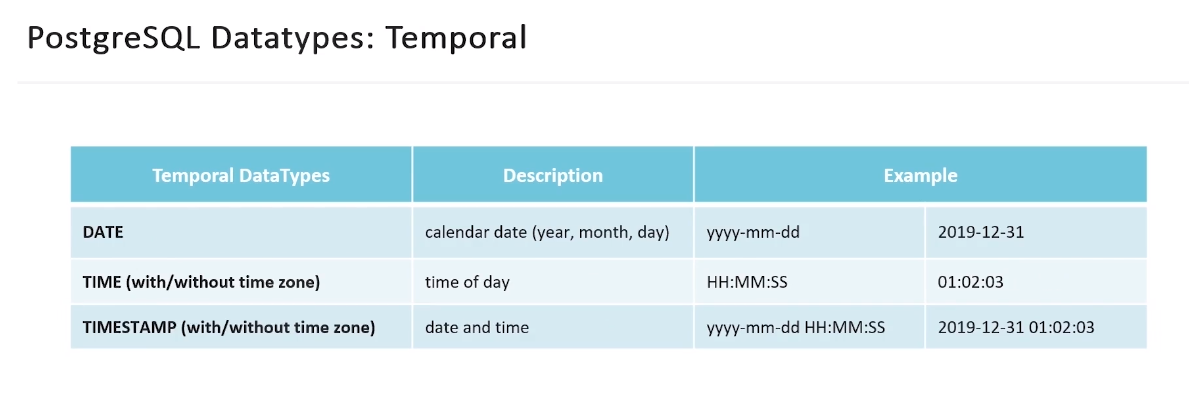 PostgreSQL Datatypes: Temporal
Temporal DataTypes Description Example
DATE calendar date (year, month, day) yyyy-mm-dd 2019-12-31
TIME (with/without time zone) time of day HH:MM:SS 01:02:03
TIMESTAMP (with/without time zone) date and time yyyy-mm-dd HH:MM:SS 2019-12-31 01:02:03